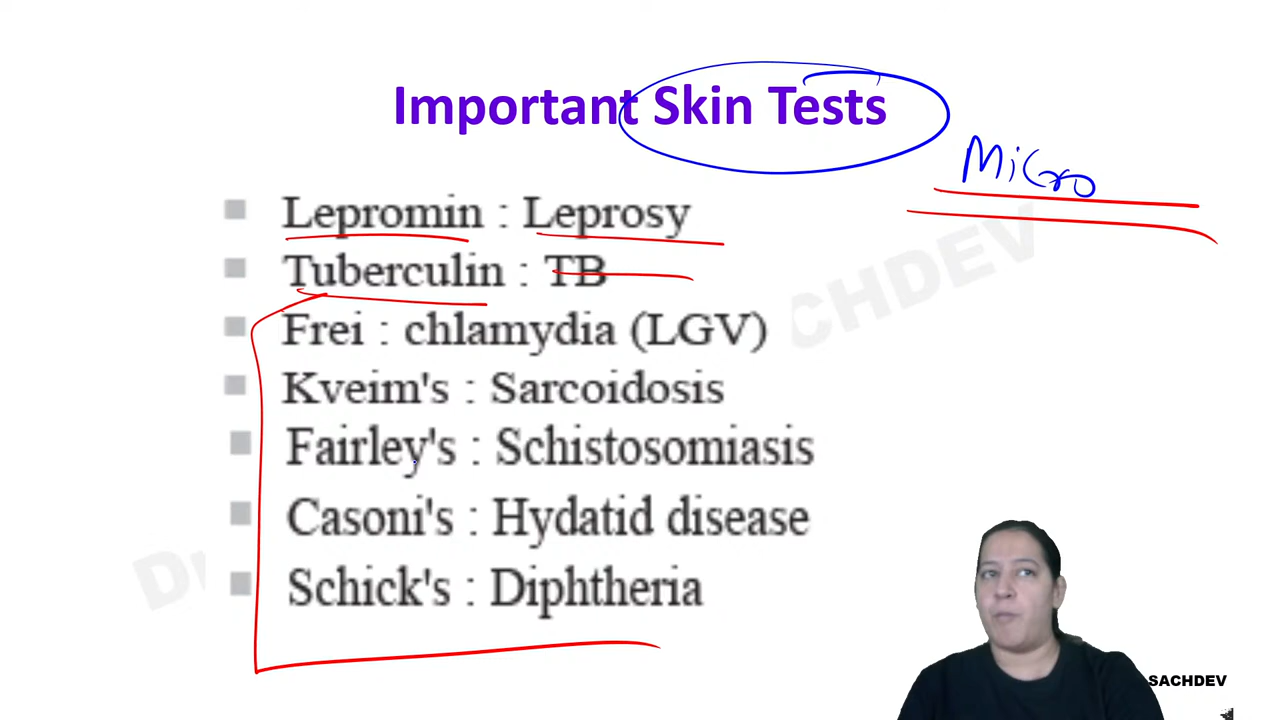 Important Skin Tests
Micro
Lepromin : Leprosy
Tuberculin : TB
Frei : chlamydia (LGV)
Kveim's : Sarcoidosis
Fairley's : Schistosomiasis
Casoni's : Hydatid disease
Schick's : Diphtheria
CHDEV
SACHDEV